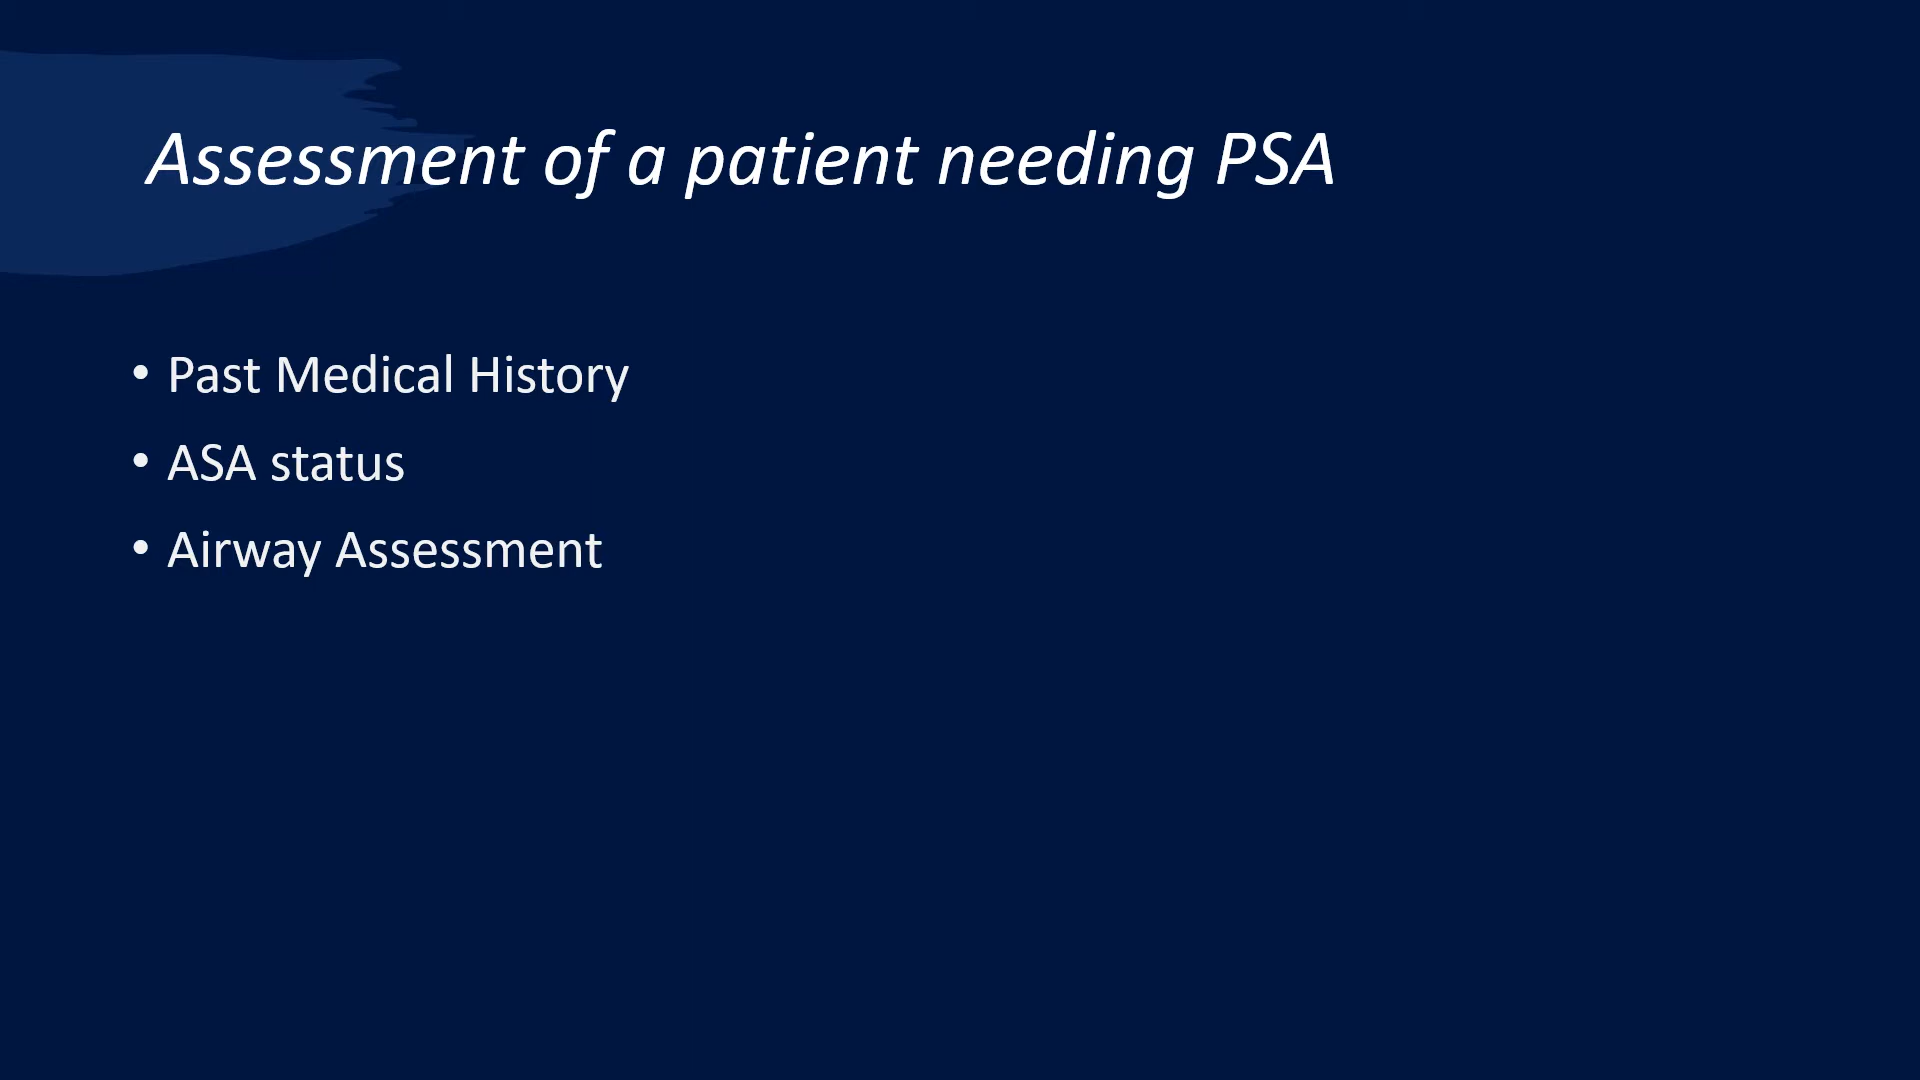 Assessment of a patient needing PSA
• Past Medical History
• ASA status
• Airway Assessment